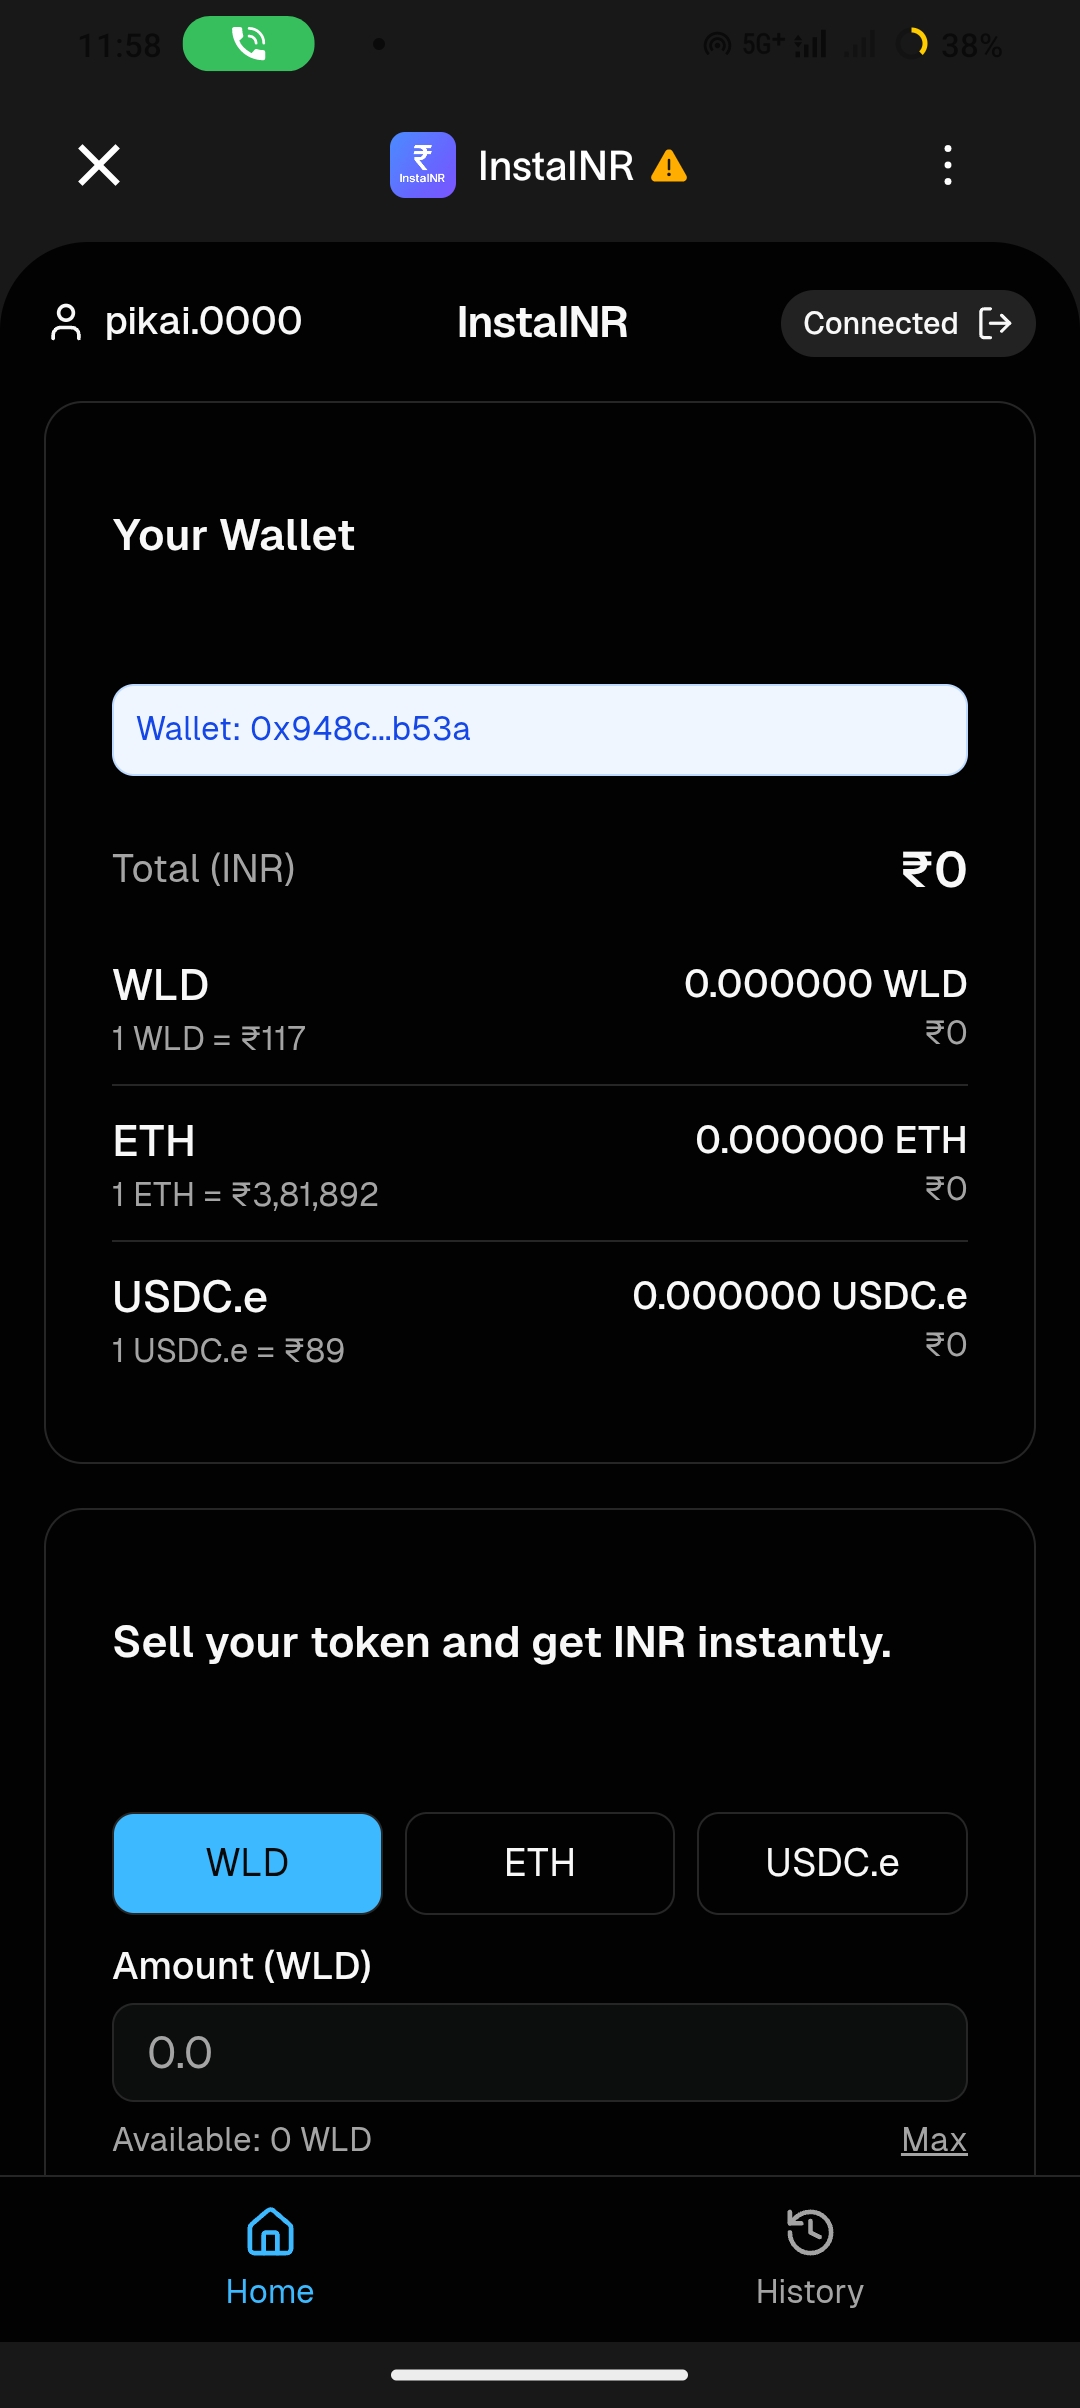 11:58
5G+
38%
₹
InstaINR
InstaINR
pikai.0000
InstaINR
Connected
Your Wallet
Wallet: 0x948c...b53a
Total (INR)
₹0
WLD
0.000000 WLD
1 WLD = ₹117
₹0
ETH
0.000000 ETH
1 ETH = ₹3,81,892
₹0
USDC.e
0.000000 USDC.e
1 USDC.e = ₹89
₹0
Sell your token and get INR instantly.
WLD
ETH
USDC.e
Amount (WLD)
0.0
Available: 0 WLD
Max
Home
History